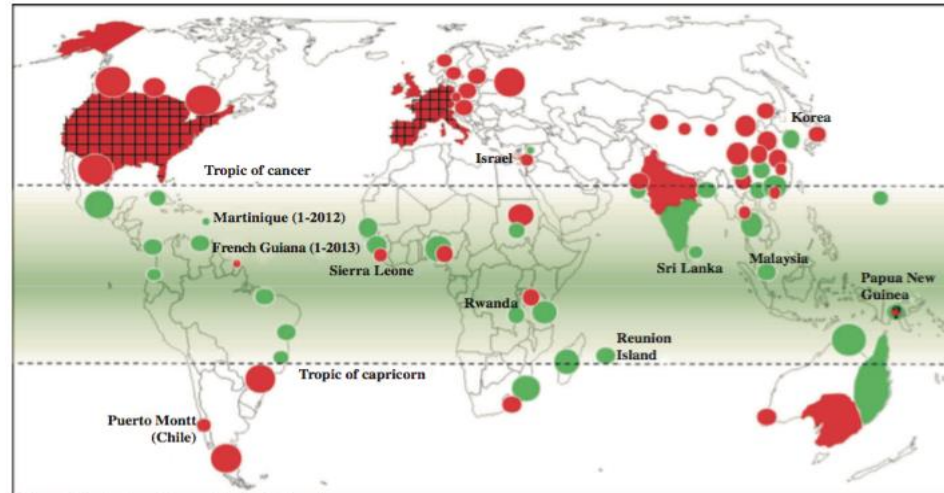 Korea
Israel
Tropic of cancer
Martinique (1-2012)
French Guiana (1-2013)
Sierra Leone
Sri Lanka
Malaysia
Papua New
Guinea
Rwanda
Reunion
Island
Tropic of capricorn
Puerto Montt
(Chile)